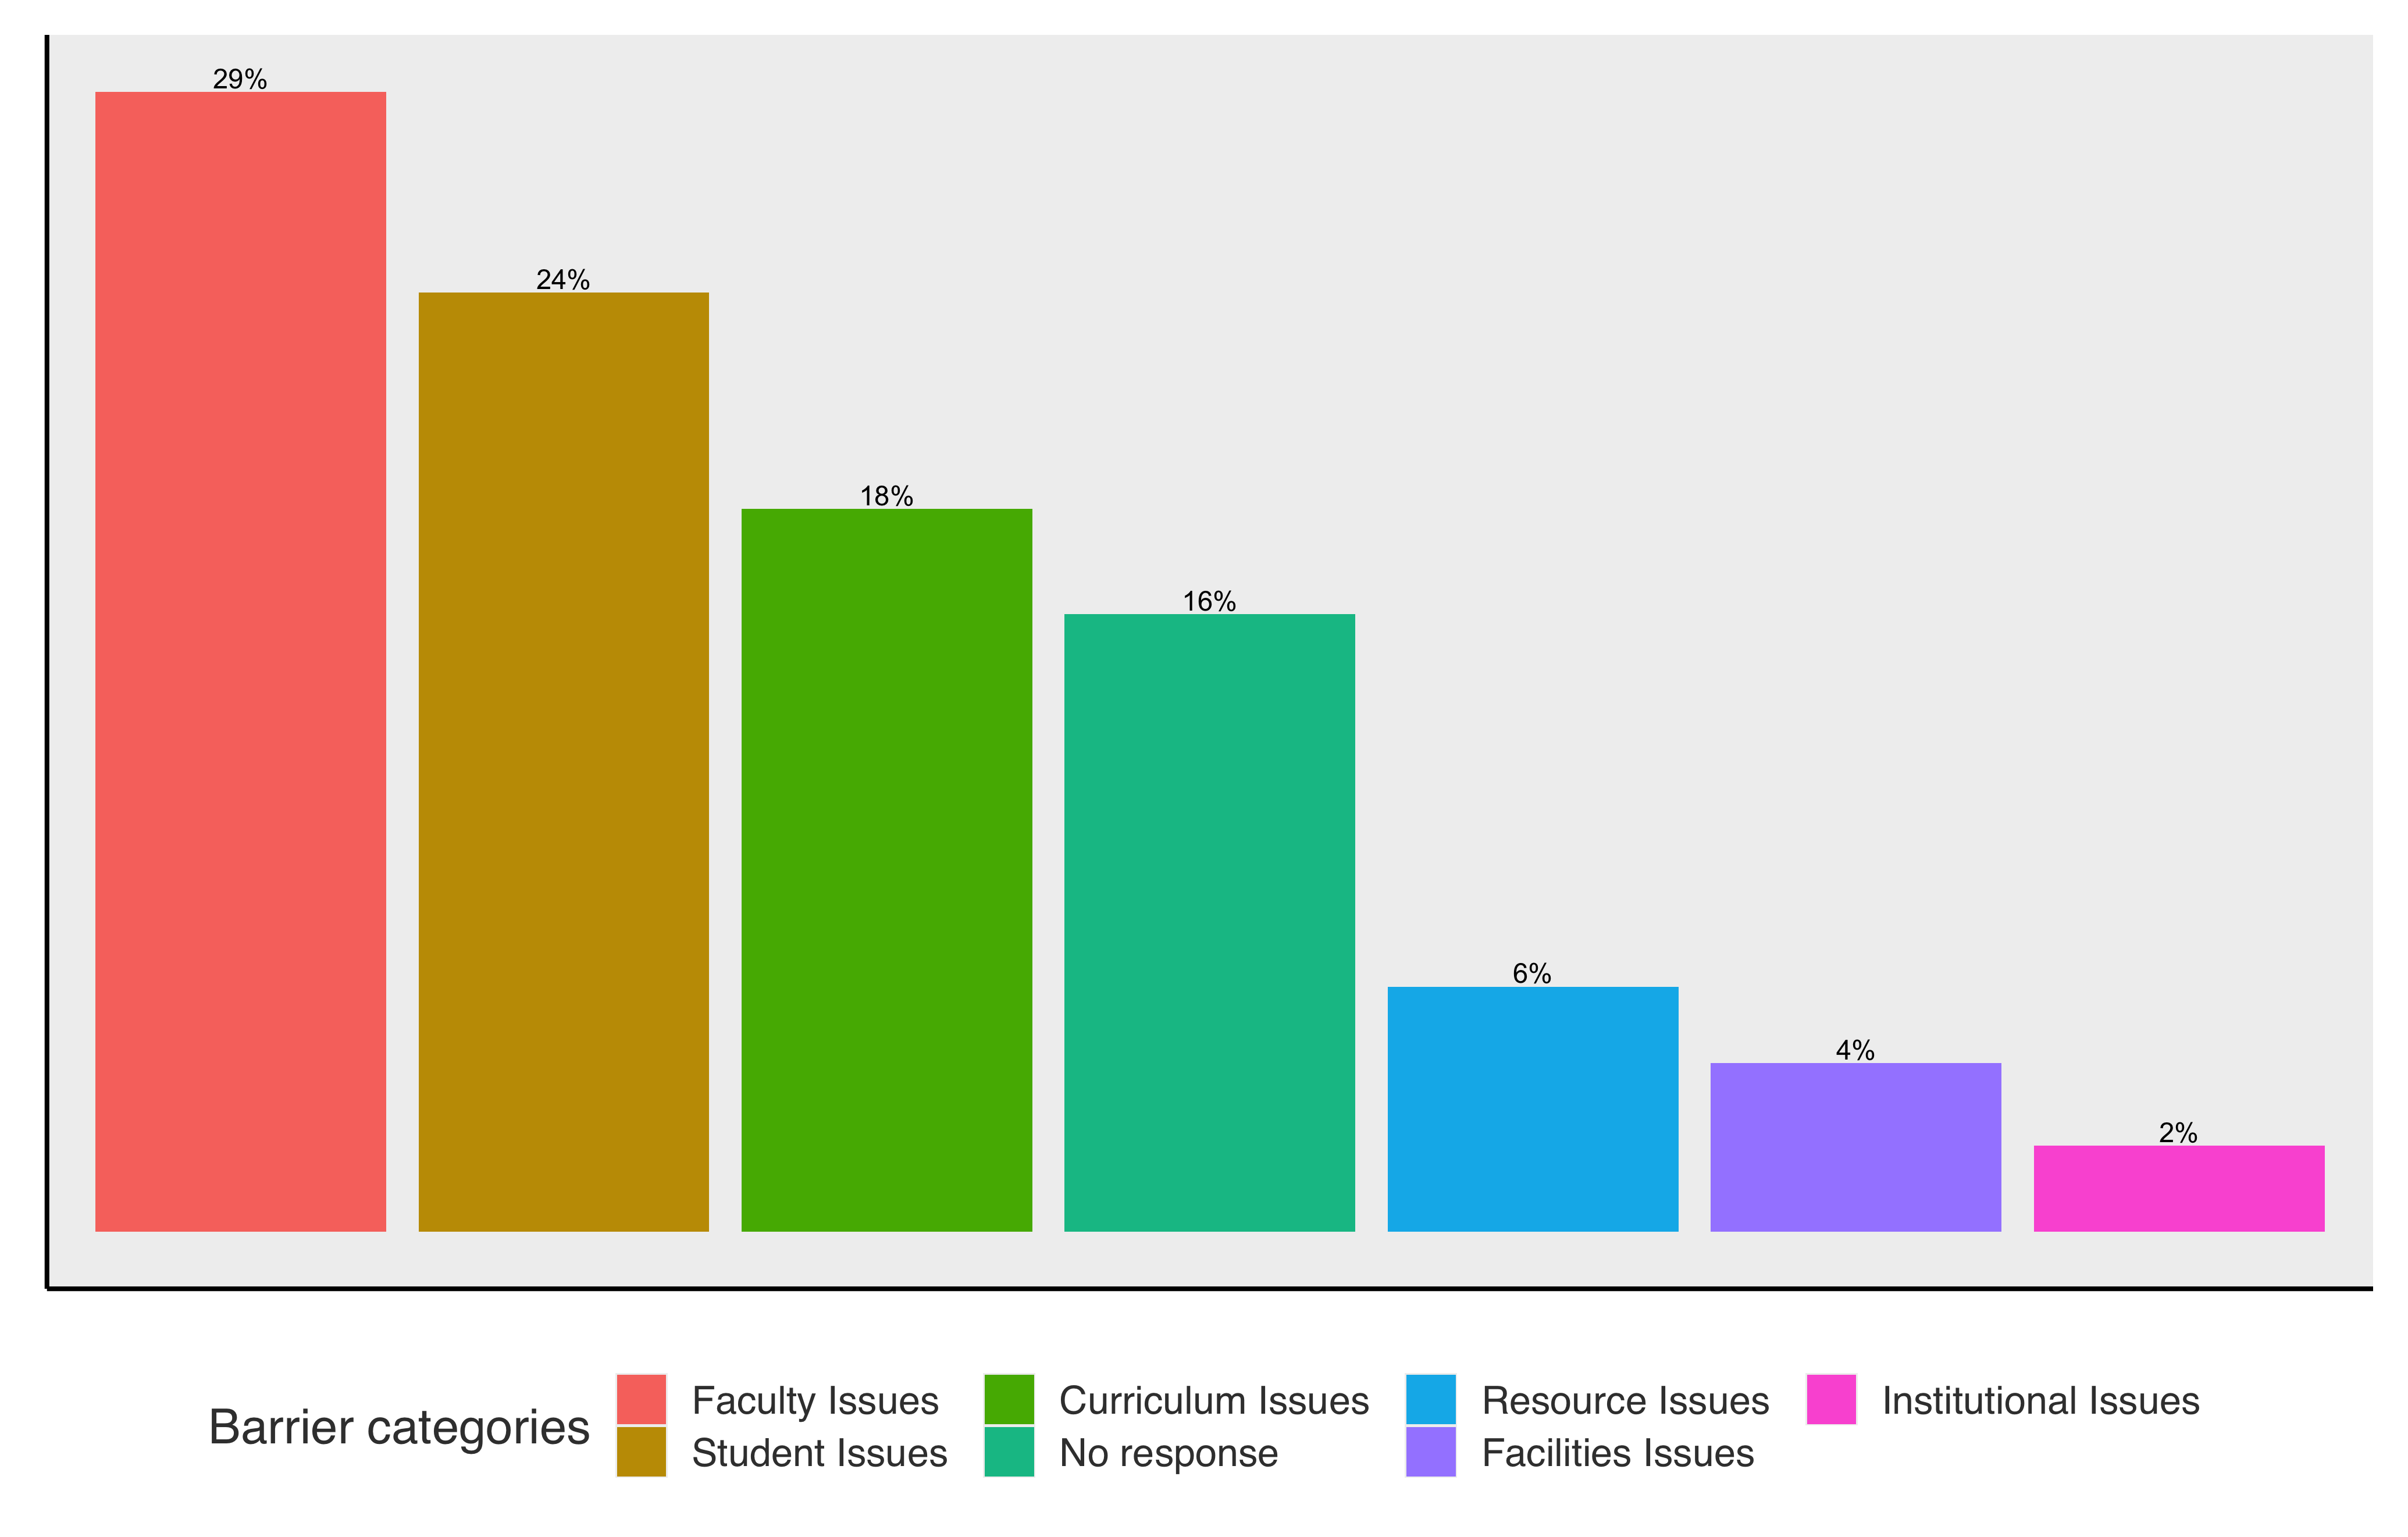 29%
24%
18%
16%
6%
4%
2%
Barrier categories
Faculty Issues
Student Issues
Curriculum Issues
No response
Resource Issues
Facilities Issues
Institutional Issues